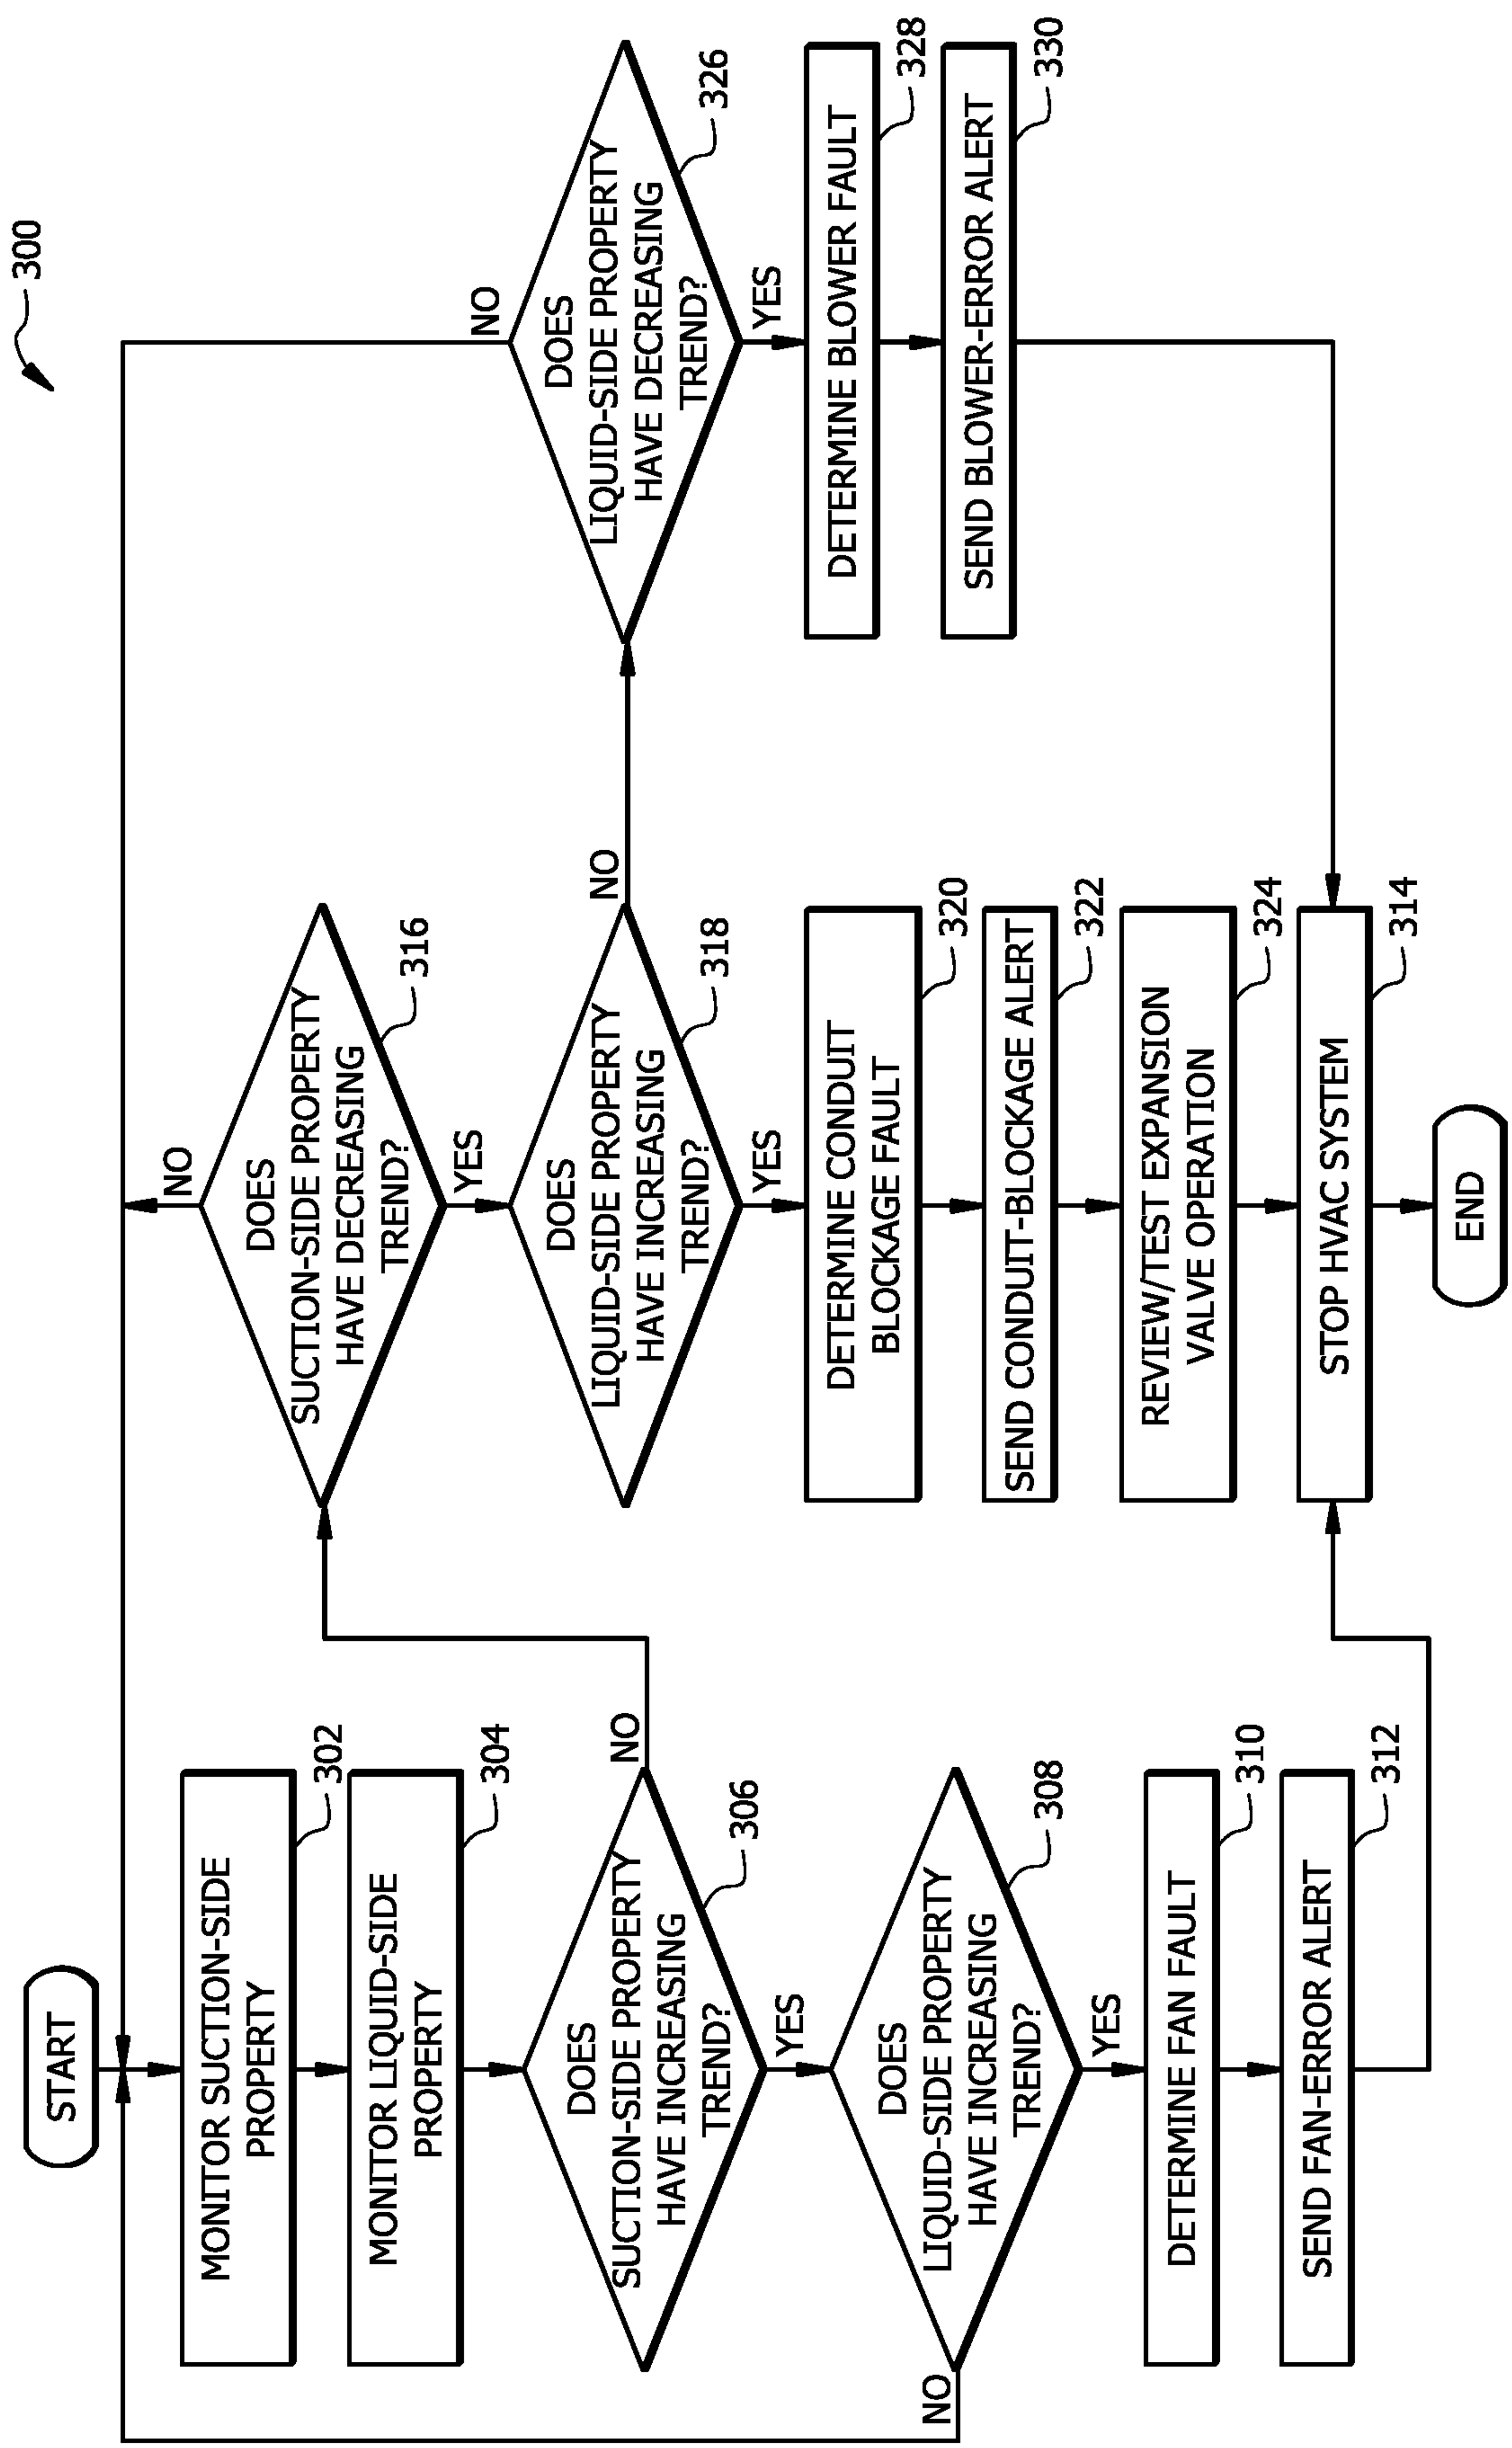 300
START
MONITOR SUCTION-SIDE
PROPERTY
302
MONITOR LIQUID-SIDE
PROPERTY
304
DOES
SUCTION-SIDE PROPERTY
HAVE INCREASING
TREND?
306
NO
YES
DOES
LIQUID-SIDE PROPERTY
HAVE INCREASING
TREND?
308
NO
YES
DETERMINE FAN FAULT
310
SEND FAN-ERROR ALERT
312
NO
DOES
SUCTION-SIDE PROPERTY
HAVE DECREASING
TREND?
316
YES
DOES
LIQUID-SIDE PROPERTY
HAVE INCREASING
TREND?
318
NO
YES
DETERMINE CONDUIT
BLOCKAGE FAULT
320
SEND CONDUIT-BLOCKAGE ALERT
322
REVIEW/TEST EXPANSION
VALVE OPERATION
324
STOP HVAC SYSTEM
314
END
NO
DOES
LIQUID-SIDE PROPERTY
HAVE DECREASING
TREND?
326
YES
DETERMINE BLOWER FAULT
328
SEND BLOWER-ERROR ALERT
330